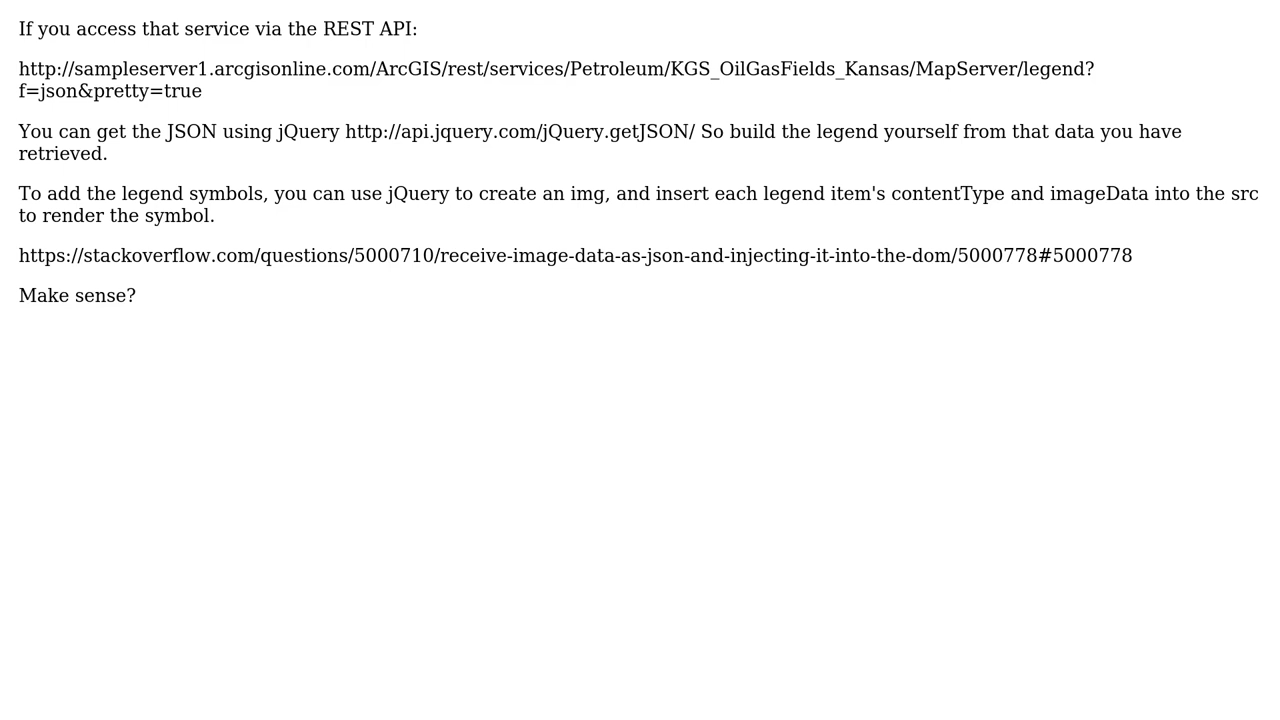 If you access that service via the REST API:
http://sampleserver1.arcgisonline.com/ArcGIS/rest/services/Petroleum/KGS_OilGasFields_Kansas/MapServer/legend?
f=json&pretty=true
You can get the JSON using jQuery http://api.jquery.com/jQuery.getJSON/ So build the legend yourself from that data you have
retrieved.
To add the legend symbols, you can use jQuery to create an img, and insert each legend item's contentType and imageData into the src
to render the symbol.
https://stackoverflow.com/questions/5000710/receive-image-data-as-json-and-injecting-it-into-the-dom/5000778#5000778
Make sense?